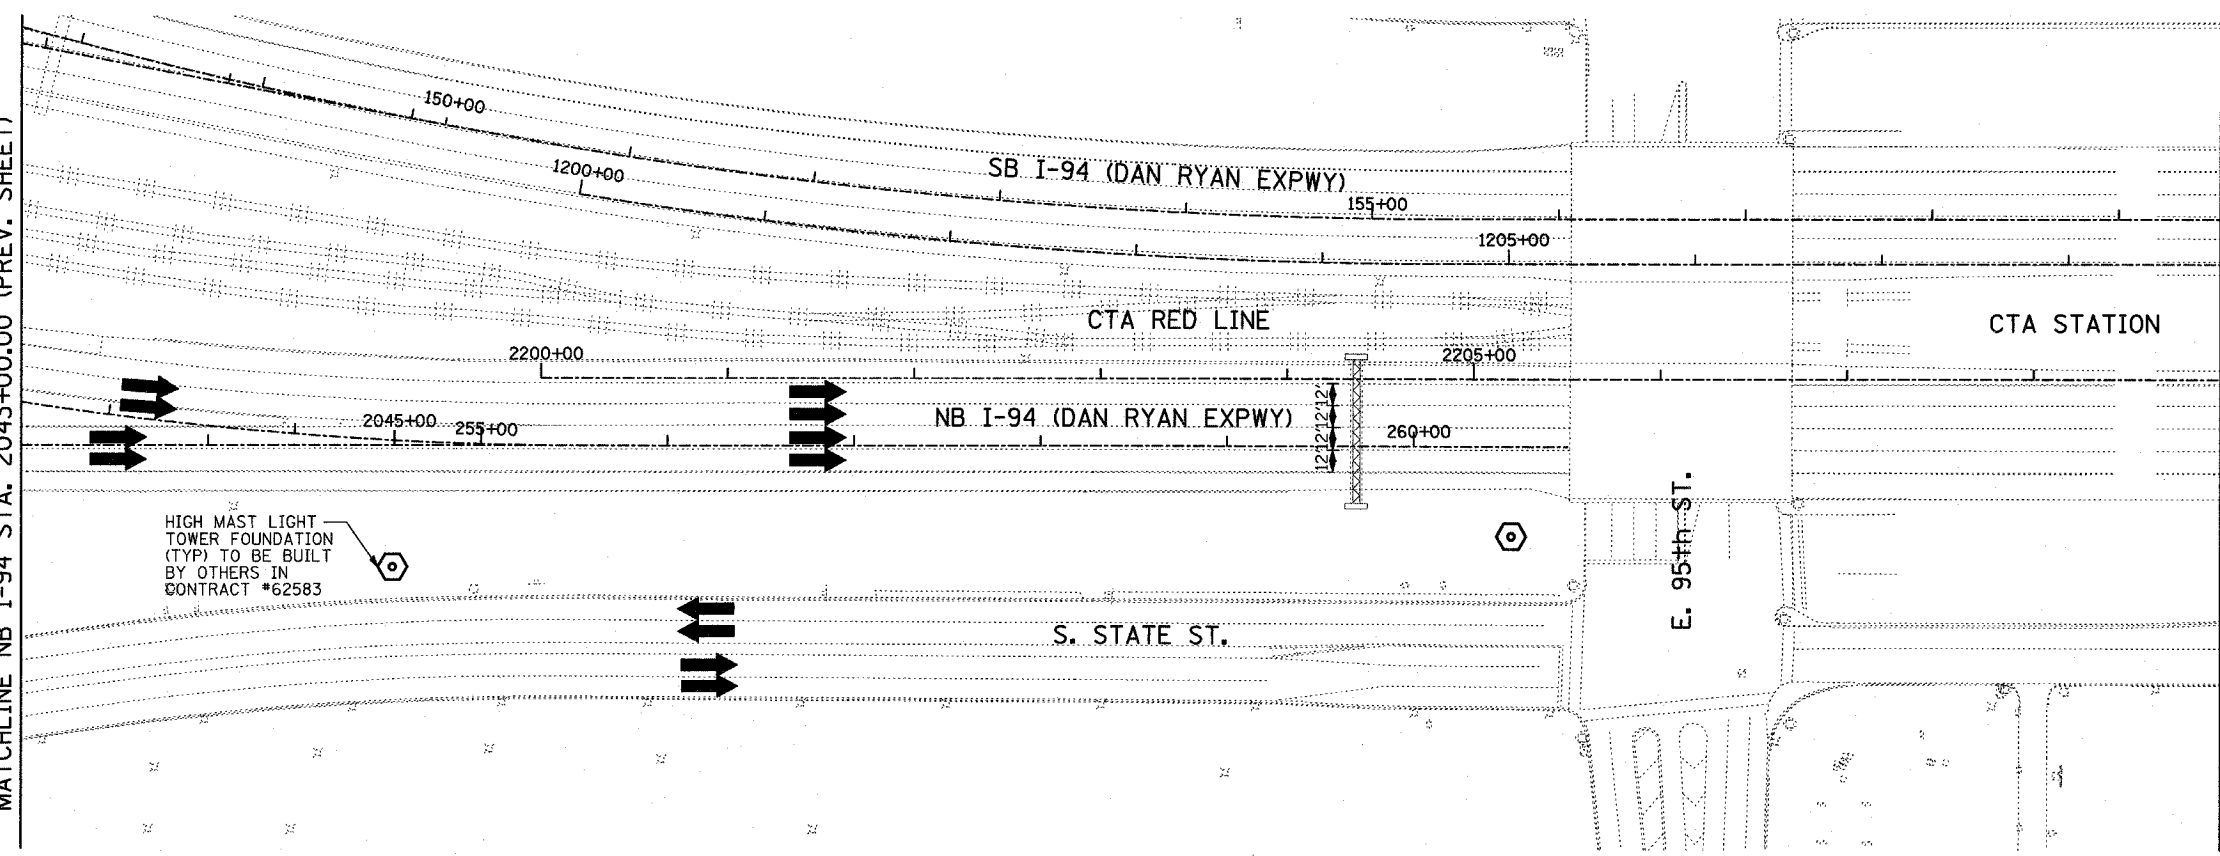 MATCHLINE NB I-94 STA. 2043+00.00 (PREV. SHEET)
150+00
1200+00
SB I-94 (DAN RYAN EXPWY)
155+00
1205+00
CTA RED LINE
CTA STATION
2200+00
2205+00
2045+00
255+00
NB I-94 (DAN RYAN EXPWY)
12'12'12'12'
260+00
HIGH MAST LIGHT
TOWER FOUNDATION
(TYP) TO BE BUILT
BY OTHERS IN
CONTRACT #62583
E. 95th ST.
S. STATE ST.